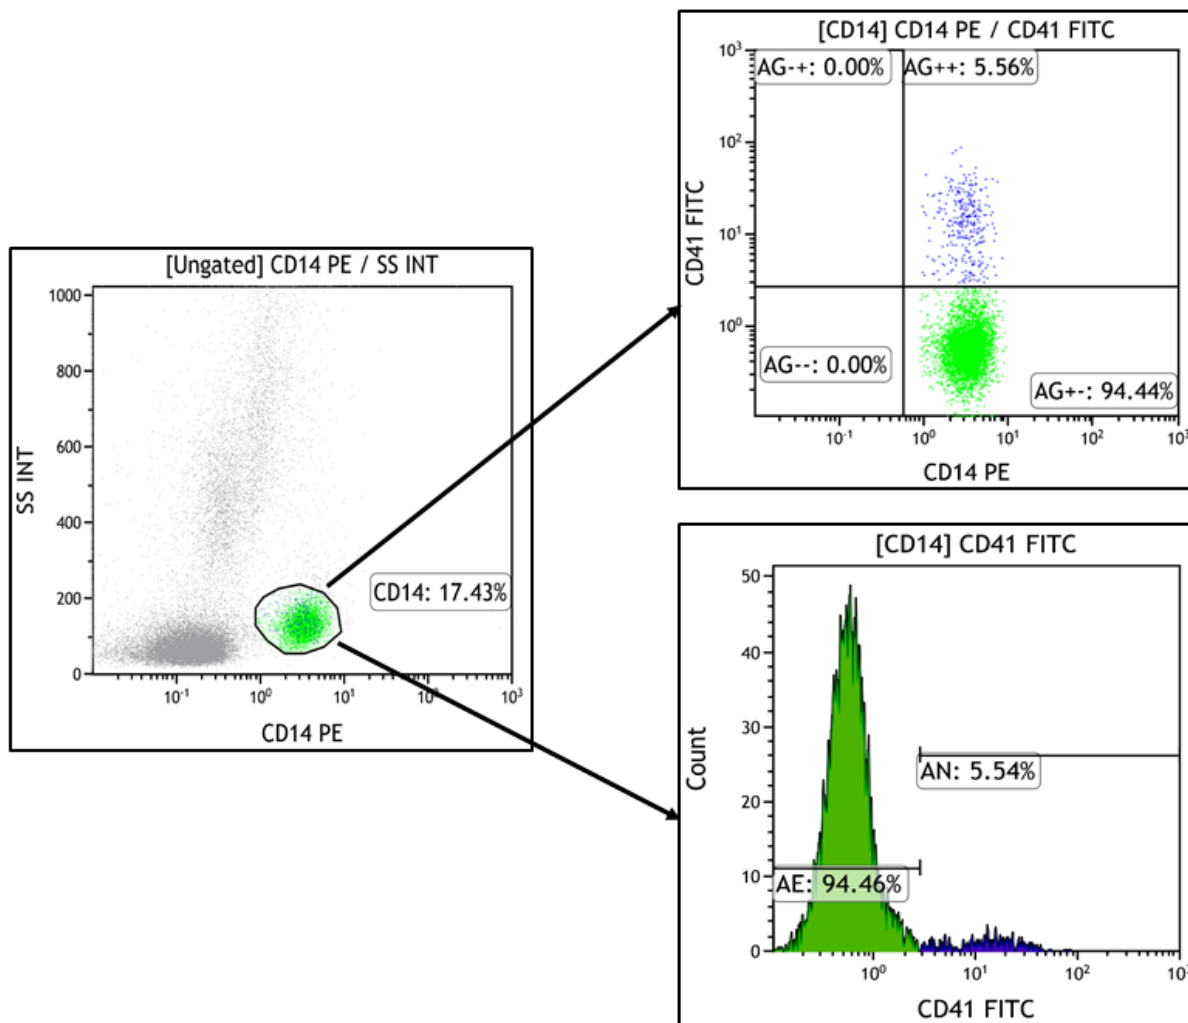 [Ungated] CD14 PE / SS INT
1000
800
600
400
200
0
SS INT
CD14: 17.43%
10-1
100
101
102
103
CD14 PE
[CD14] CD14 PE / CD41 FITC
AG-+: 0.00%
AG++: 5.56%
AG--: 0.00%
AG+-: 94.44%
103
102
101
100
CD41 FITC
10-1
100
101
102
103
CD14 PE
[CD14] CD41 FITC
50
40
30
20
10
0
Count
AN: 5.54%
AE: 94.46%
100
101
102
103
CD41 FITC